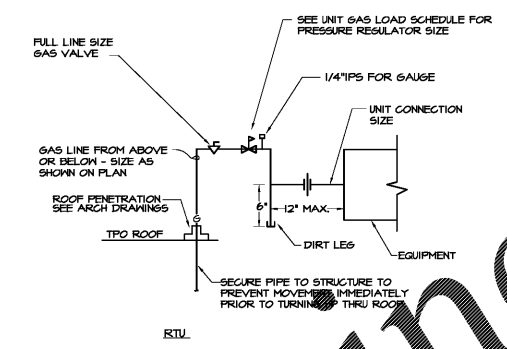 SEE UNIT GAS LOAD SCHEDULE FOR
PRESSURE REGULATOR SIZE
FULL LINE SIZE
GAS VALVE
1/4"IPS FOR GAUGE
UNIT CONNECTION
SIZE
GAS LINE FROM ABOVE
OR BELOW - SIZE AS
SHOWN ON PLAN
ROOF PENETRATION
SEE ARCH DRAWINGS
G
6"
12" MAX.
TPO ROOF
DIRT LEG
EQUIPMENT
SECURE PIPE TO STRUCTURE TO
PREVENT MOVEMENT IMMEDIATELY
PRIOR TO TURNING UP THRU ROOF
RTU